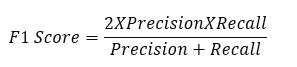 F1 Score = 2XPrecisionXRecall / Precision + Recall